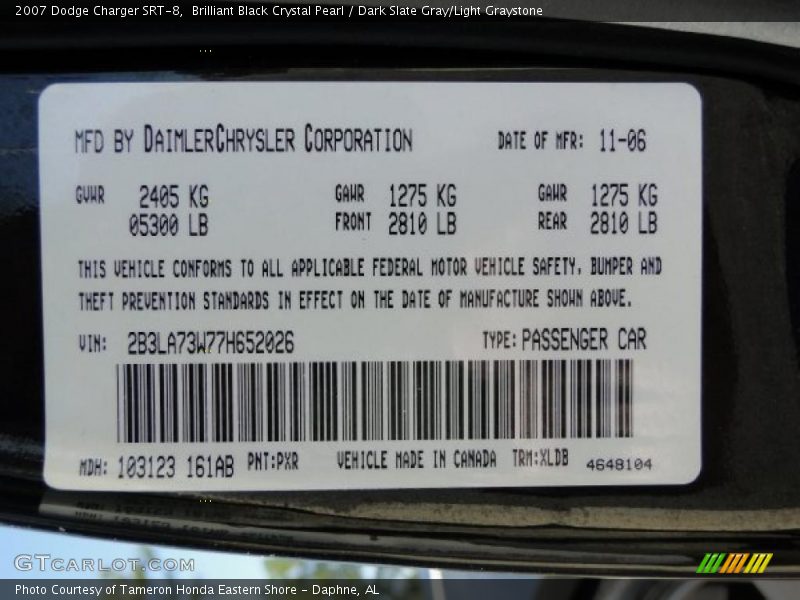 2007 Dodge Charger SRT-8, Brilliant Black Crystal Pearl / Dark Slate Gray/Light Graystone
MFD BY DAIMLERCHRYSLER CORPORATION DATE OF MFR: 11-06
GVWR 2405 KG GAWR 1275 KG GAWR 1275 KG
05300 LB FRONT 2810 LB REAR 2810 LB
THIS VEHICLE CONFORMS TO ALL APPLICABLE FEDERAL MOTOR VEHICLE SAFETY, BUMPER AND
THEFT PREVENTION STANDARDS IN EFFECT ON THE DATE OF MANUFACTURE SHOWN ABOVE.
VIN: 2B3LA73W77H652026 TYPE: PASSENGER CAR
MDH: 103123 161AB PNT:PXR VEHICLE MADE IN CANADA TRM:XLDB 4648104
GTCARLOT.COM
Photo Courtesy of Tameron Honda Eastern Shore - Daphne, AL